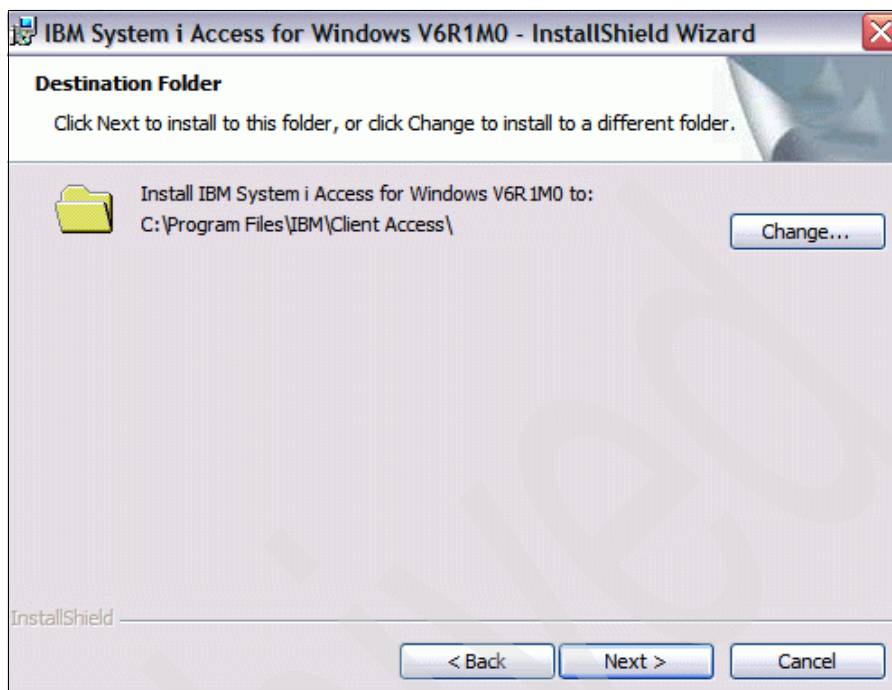 IBM System i Access for Windows V6R1M0 - InstallShield Wizard
Destination Folder
Click Next to install to this folder, or click Change to install to a different folder.
Install IBM System i Access for Windows V6R1M0 to:
C:\Program Files\IBM\Client Access\
Change...
InstallShield
< Back
Next >
Cancel